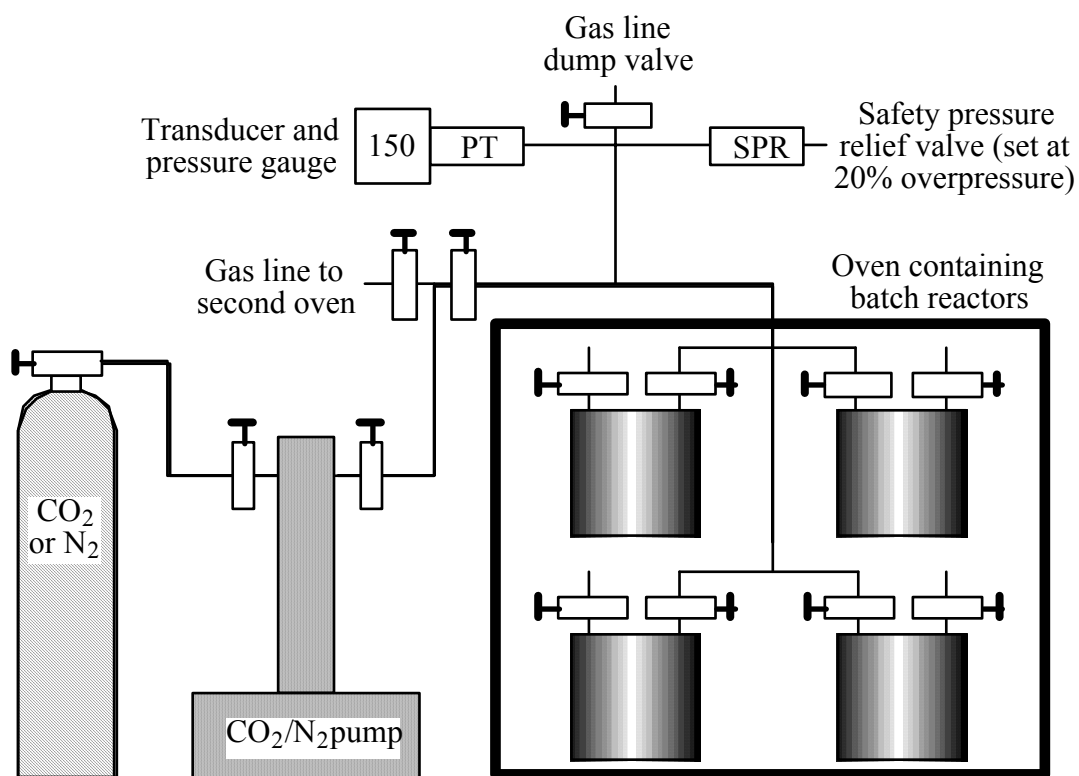 Gas line
dump valve
Transducer and
pressure gauge
150
PT
SPR
Safety pressure
relief valve (set at
20% overpressure)
Gas line to
second oven
Oven containing
batch reactors
CO₂
or N₂
CO₂/N₂pump